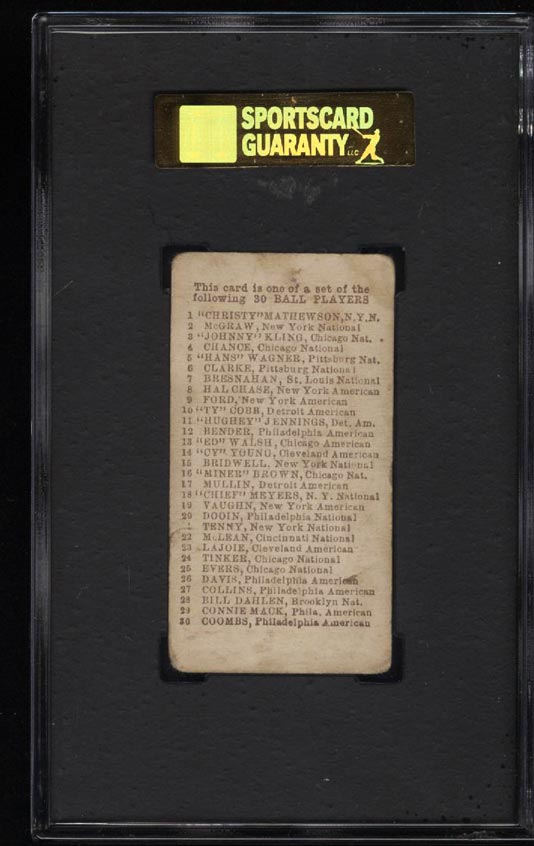 SPORTSCARD
GUARANTY LLC
This card is one of a set of the
following 30 BALL PLAYERS
1 "CHRISTY" MATHEWSON, N.Y.N.
2 McGRAW, New York National
3 "JOHNNY" KLING, Chicago Nat.
4 CHANCE, Chicago National
5 "HANS" WAGNER, Pittsburg Nat.
6 CLARKE, Pittsburg National
7 BRESNAHAN, St. Louis National
8 HAL CHASE, New York American
9 FORD, New York American
10 "TY" COBB, Detroit American
11 "HUGHEY" JENNINGS, Det. Am.
12 BENDER, Philadelphia American
13 "ED" WALSH, Chicago American
14 "CY" YOUNG, Cleveland American
15 BRIDWELL, New York National
16 "MINER" BROWN, Chicago Nat.
17 MULLIN, Detroit American
18 "CHIEF" MEYERS, N. Y. National
19 VAUGHN, New York American
20 DOOIN, Philadelphia National
TENNY, New York National
22 McLEAN, Cincinnati National
23 LAJOIE, Cleveland American
24 TINKER, Chicago National
25 EVERS, Chicago National
26 DAVIS, Philadelphia American
27 COLLINS, Philadelphia American
28 BILL DAHLEN, Brooklyn Nat.
29 CONNIE MACK, Phila. American
30 COOMBS, Philadelphia American